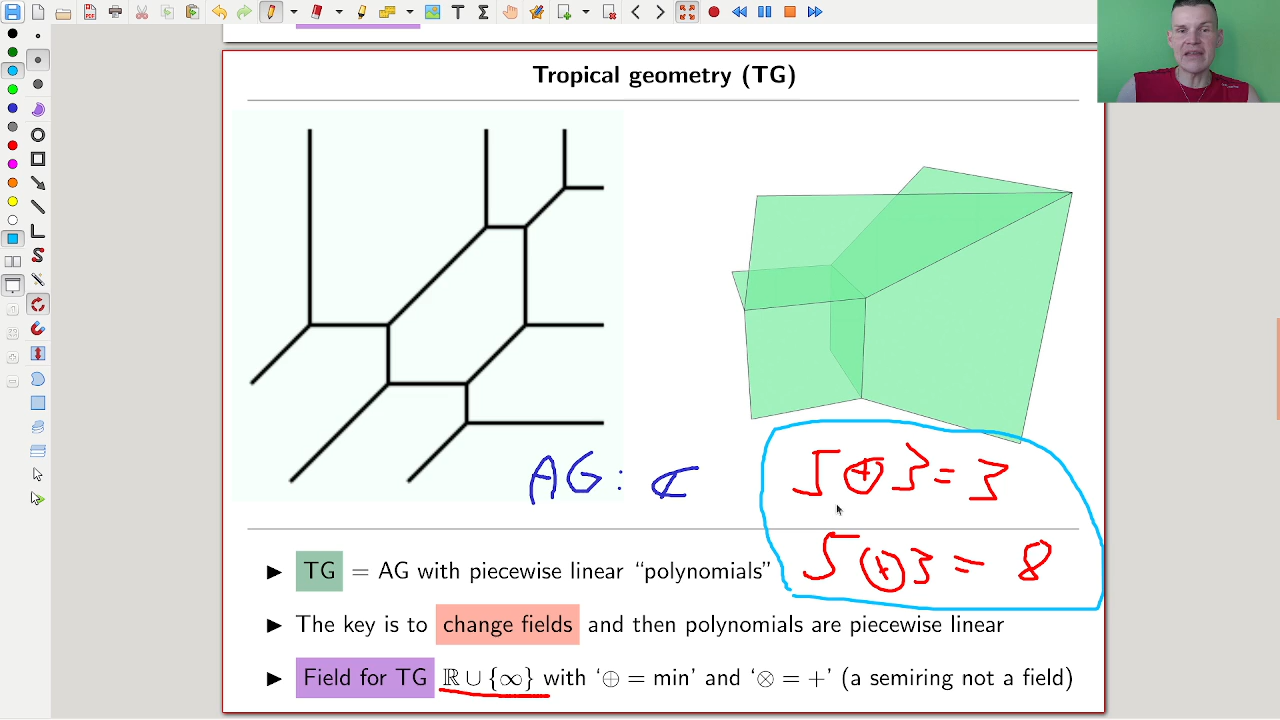 Tropical geometry (TG)
5 ⊕ 3 = 3
AG: ℂ
5 ⊕ 3 = 8
▶ TG = AG with piecewise linear “polynomials”
▶ The key is to change fields and then polynomials are piecewise linear
▶ Field for TG ℝ ∪ {∞} with ‘⊕ = min’ and ‘⊗ = +’ (a semiring not a field)